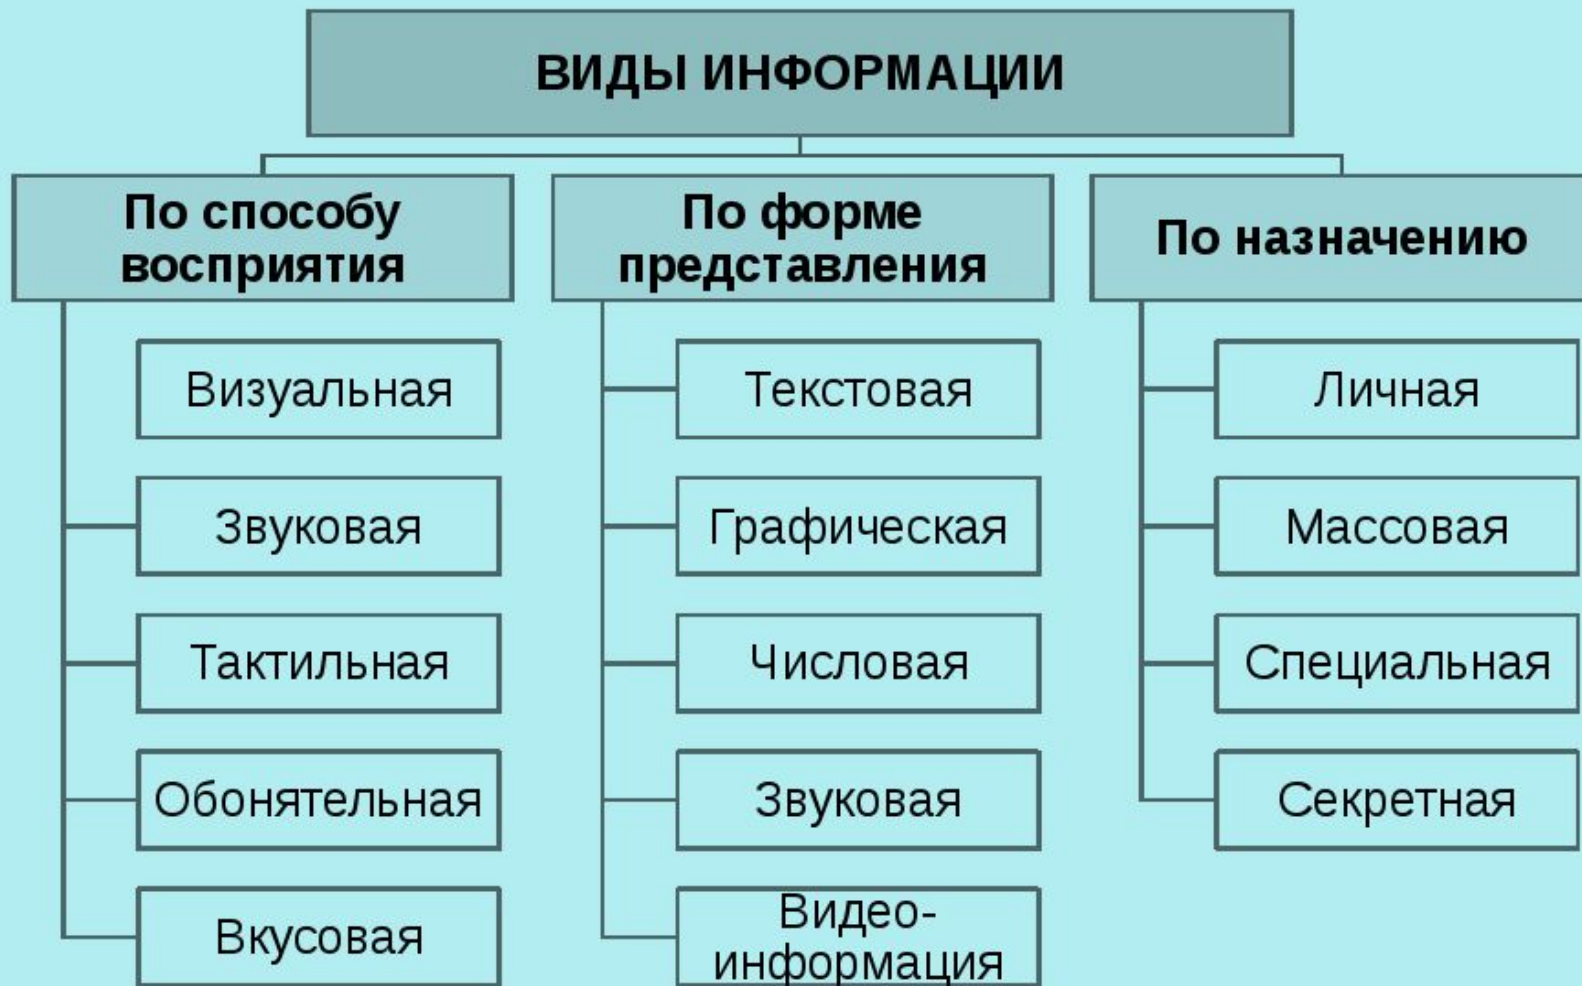 ВИДЫ ИНФОРМАЦИИ
По способу
восприятия
Визуальная
Звуковая
Тактильная
Обонятельная
Вкусовая
По форме
представления
Текстовая
Графическая
Числовая
Звуковая
Видео-
информация
По назначению
Личная
Массовая
Специальная
Секретная